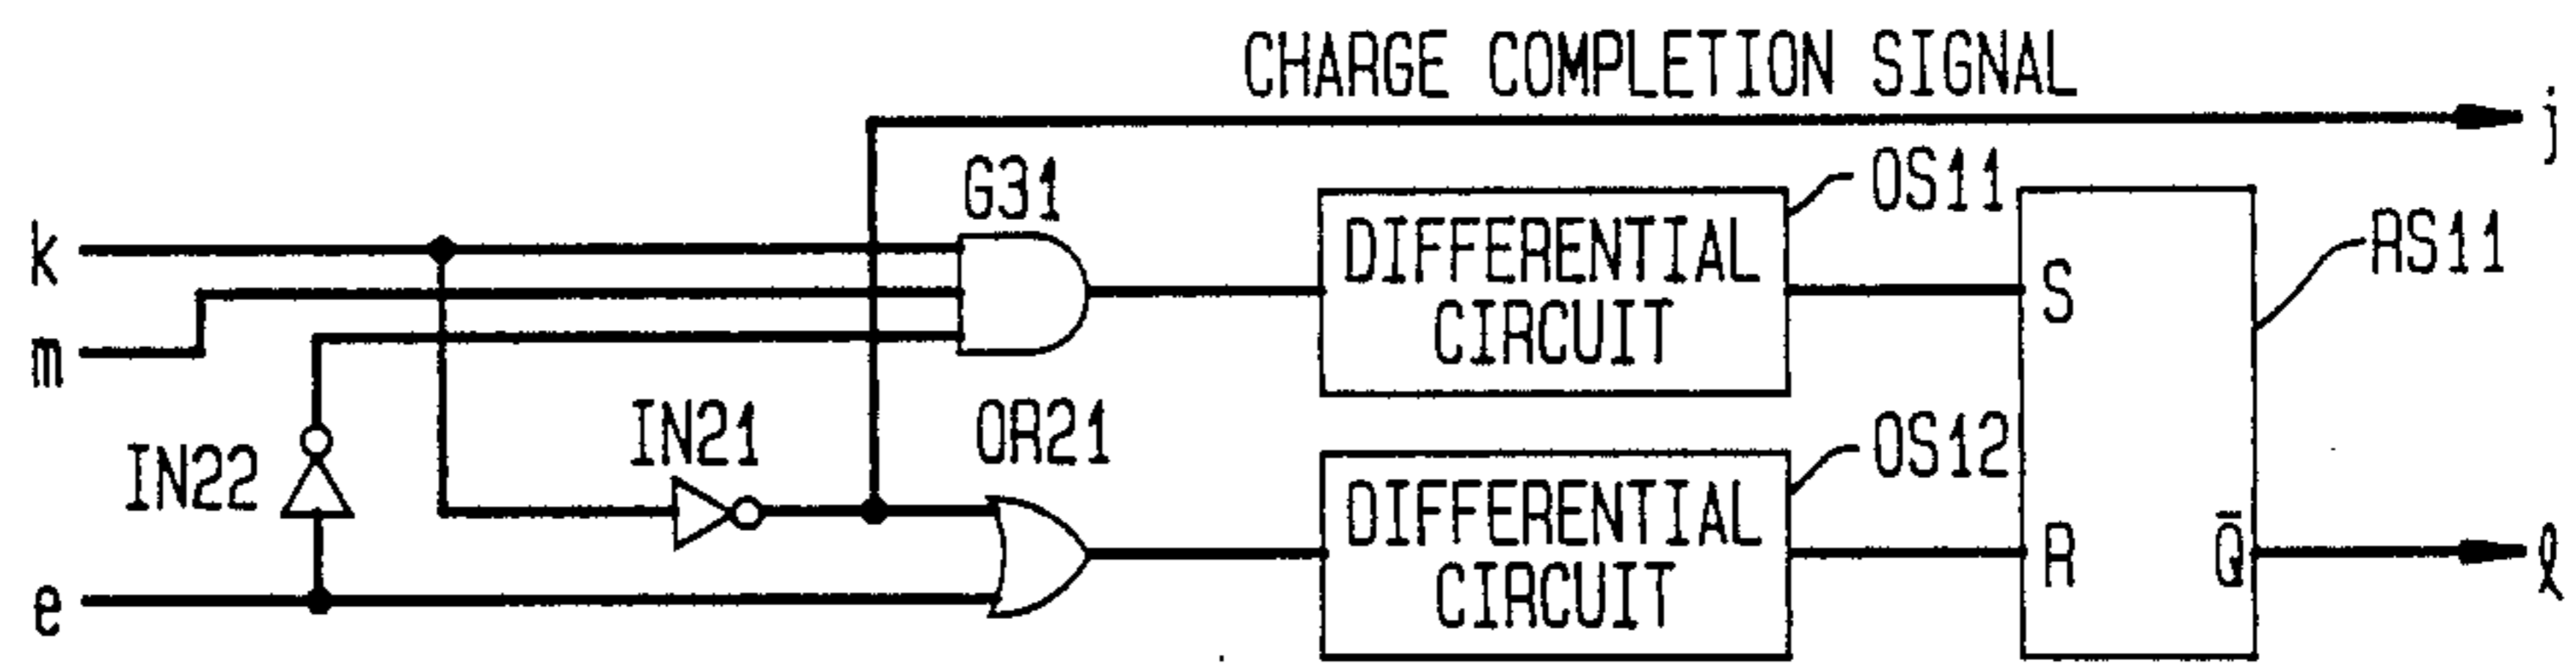 CHARGE COMPLETION SIGNAL
j
G31
OS11
k
DIFFERENTIAL
CIRCUIT
S
RS11
m
IN22
IN21
OR21
OS12
DIFFERENTIAL
CIRCUIT
R
Q̄
e
ℓ